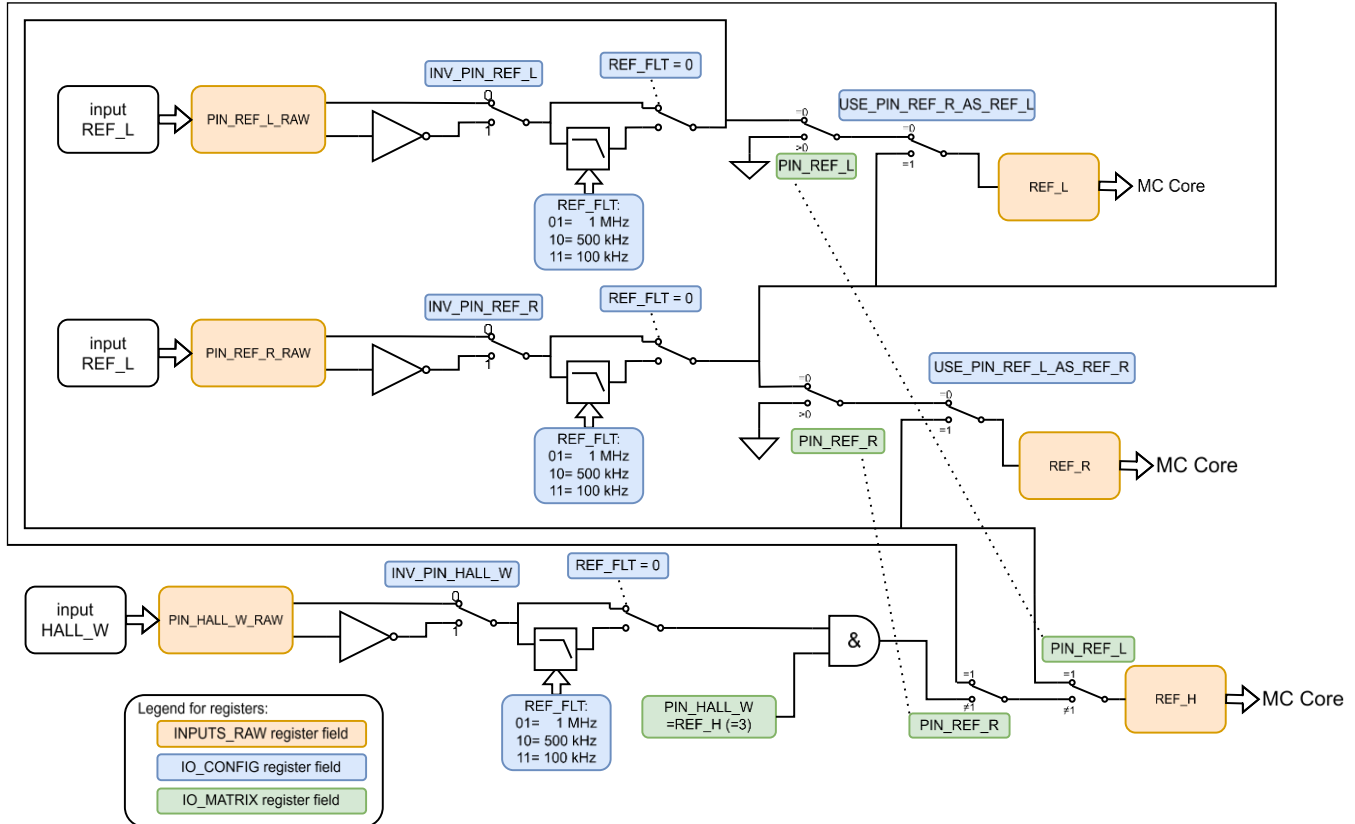 INV_PIN_REF_L
REF_FLT = 0
input
REF_L
PIN_REF_L_RAW
0
1
=0
>0
PIN_REF_L
USE_PIN_REF_R_AS_REF_L
=0
=1
REF_L
MC Core
REF_FLT:
01= 1 MHz
10= 500 kHz
11= 100 kHz
INV_PIN_REF_R
REF_FLT = 0
input
REF_L
PIN_REF_R_RAW
0
1
=0
>0
PIN_REF_R
USE_PIN_REF_L_AS_REF_R
=0
=1
REF_R
MC Core
REF_FLT:
01= 1 MHz
10= 500 kHz
11= 100 kHz
INV_PIN_HALL_W
REF_FLT = 0
input
HALL_W
PIN_HALL_W_RAW
0
1
&
PIN_HALL_W
=REF_H (=3)
=1
≠1
PIN_REF_R
PIN_REF_L
=1
≠1
REF_H
MC Core
REF_FLT:
01= 1 MHz
10= 500 kHz
11= 100 kHz
Legend for registers:
INPUTS_RAW register field
IO_CONFIG register field
IO_MATRIX register field